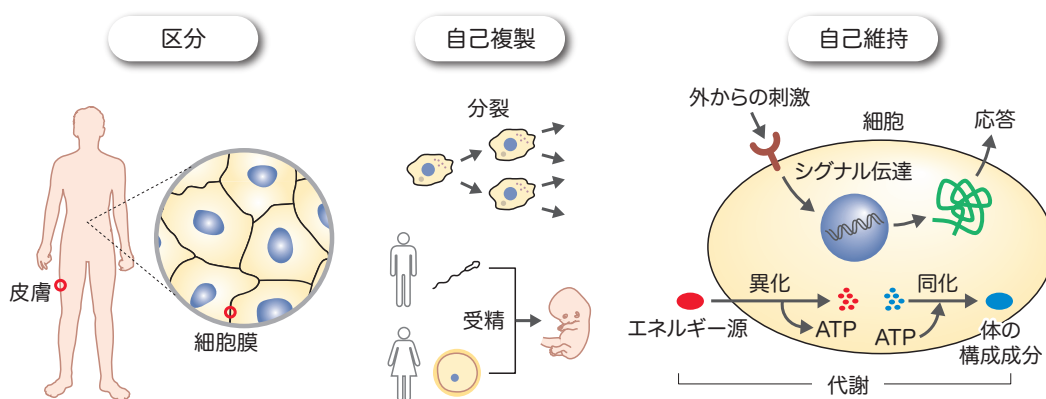 区分
皮膚
細胞膜
自己複製
分裂
受精
自己維持
外からの刺激
細胞
応答
シグナル伝達
異化
同化
エネルギー源
ATP
ATP
体の
構成成分
代謝